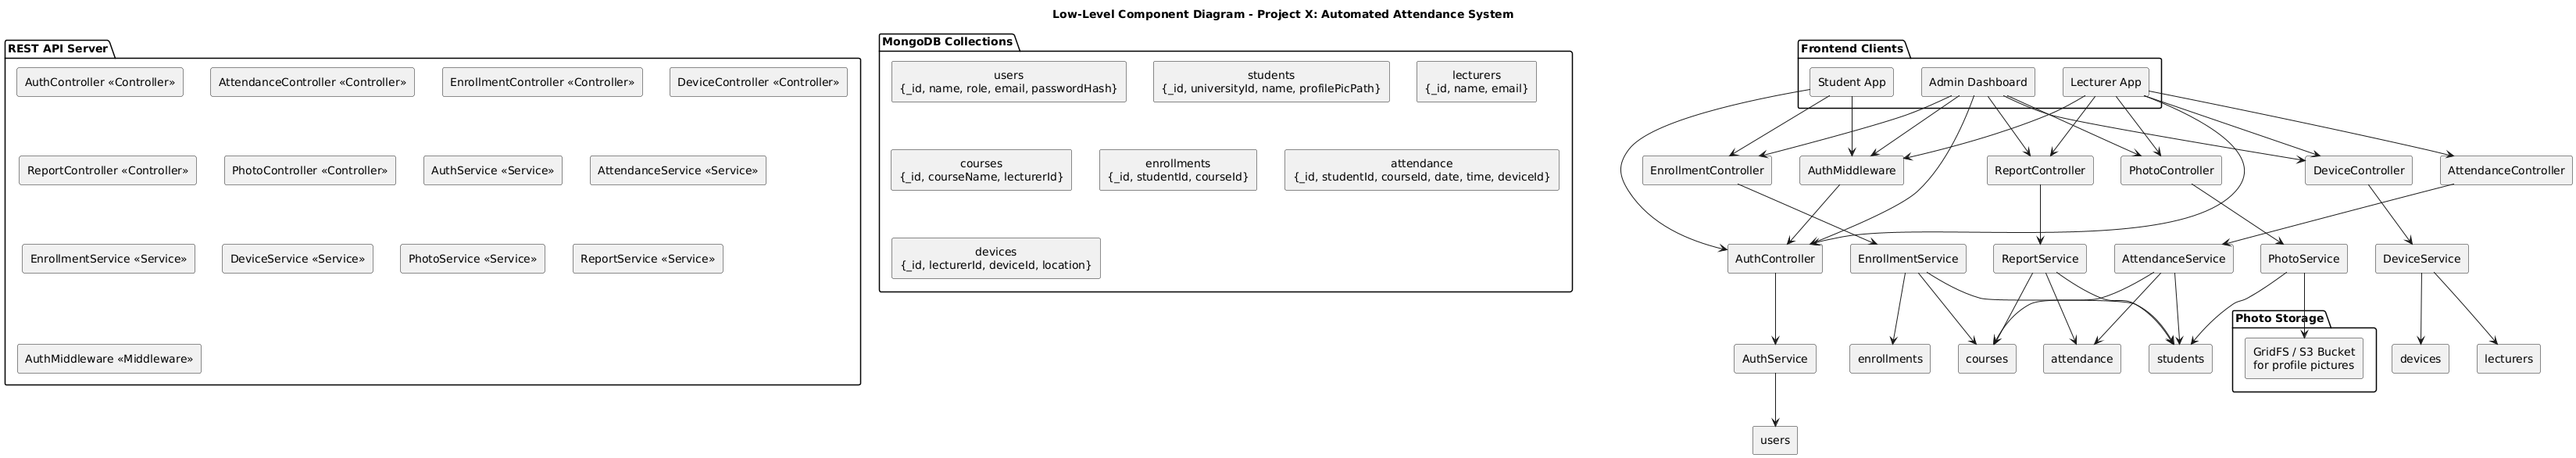 Low-Level Component Diagram - Project X: Automated Attendance System
REST API Server
AuthController «Controller»
AttendanceController «Controller»
EnrollmentController «Controller»
DeviceController «Controller»
ReportController «Controller»
PhotoController «Controller»
AuthService «Service»
AttendanceService «Service»
EnrollmentService «Service»
DeviceService «Service»
PhotoService «Service»
ReportService «Service»
AuthMiddleware «Middleware»
MongoDB Collections
users
{_id, name, role, email, passwordHash}
students
{_id, universityId, name, profilePicPath}
lecturers
{_id, name, email}
courses
{_id, courseName, lecturerId}
enrollments
{_id, studentId, courseId}
attendance
{_id, studentId, courseId, date, time, deviceId}
devices
{_id, lecturerId, deviceId, location}
Frontend Clients
Student App
Admin Dashboard
Lecturer App
EnrollmentController
AuthMiddleware
ReportController
PhotoController
DeviceController
AttendanceController
AuthController
EnrollmentService
ReportService
AttendanceService
PhotoService
DeviceService
AuthService
enrollments
courses
attendance
students
Photo Storage
GridFS / S3 Bucket
for profile pictures
devices
lecturers
users